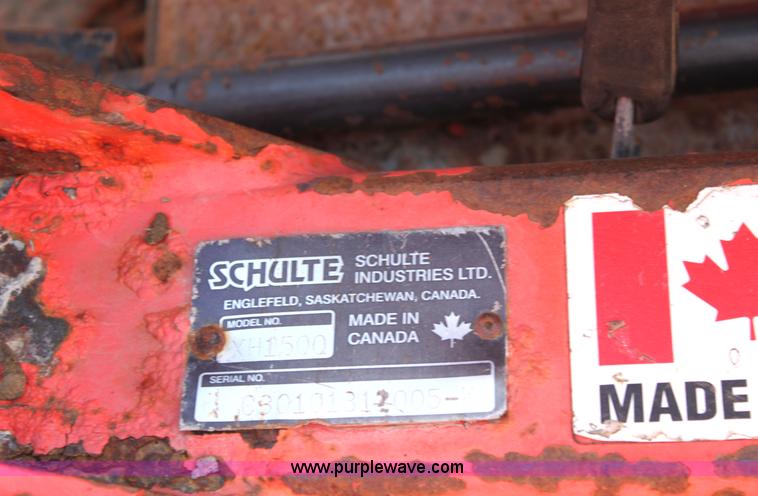 SCHULTE
SCHULTE
INDUSTRIES LTD.
ENGLEFELD, SASKATCHEWAN, CANADA.
MODEL NO.
XH1500
MADE IN
CANADA
SERIAL NO.
MADE
www.purplewave.com